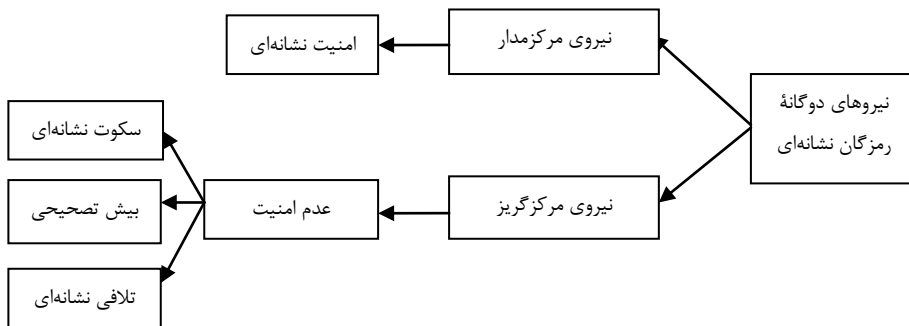 نیروهای دوگانهٔ
رمزگان نشانه‌ای
نیروی مرکزمدار
امنیت نشانه‌ای
نیروی مرکزگریز
عدم امنیت
سکوت نشانه‌ای
بیش تصحیحی
تلافی نشانه‌ای